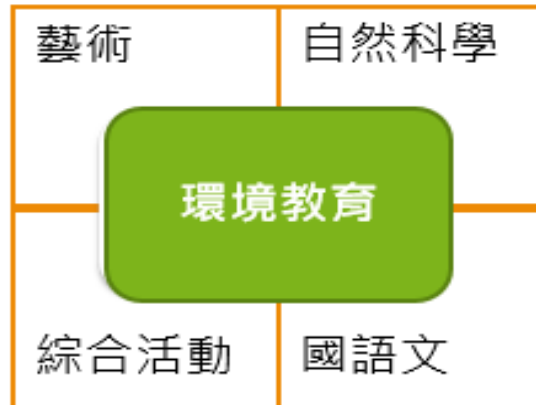 藝術
自然科學
環境教育
綜合活動
國語文